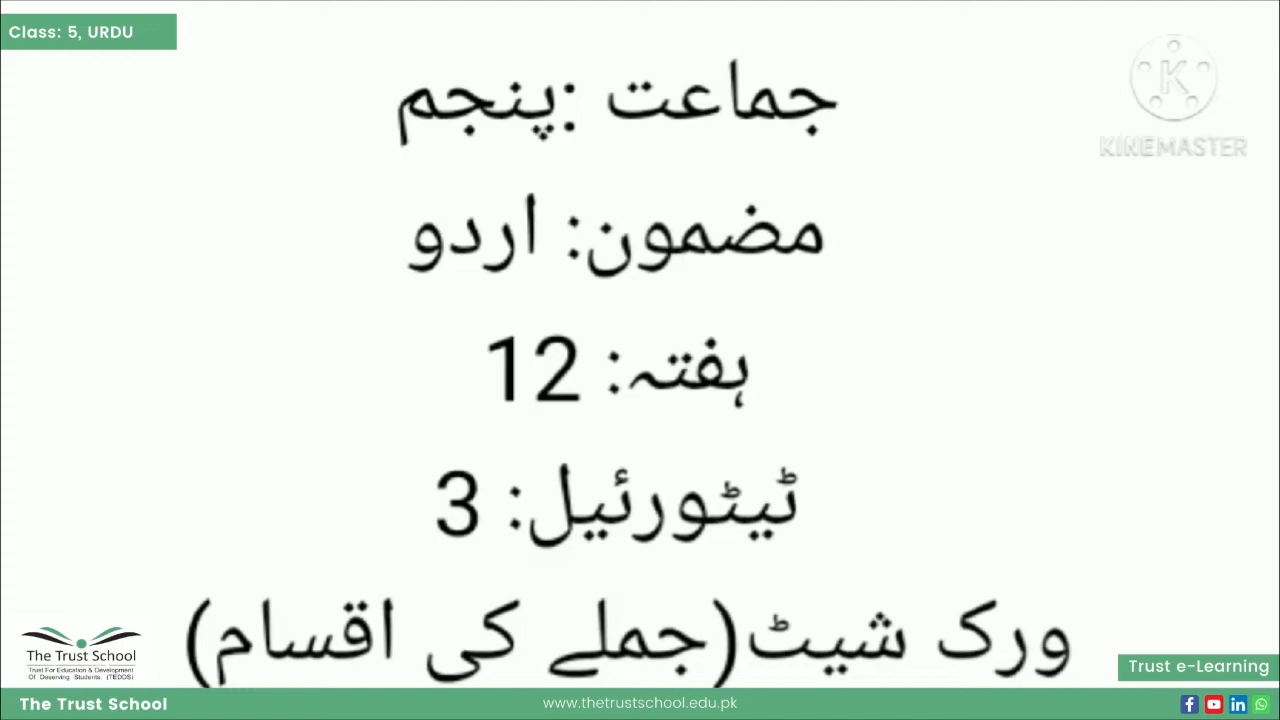 Class: 5, URDU
KINEMASTER
جماعت :پنجم
مضمون: اردو
ہفتہ: 12
ٹیٹورئیل: 3
ورک شیٹ(جملے کی اقسام)
The Trust School
Trust For Education & Development
Of Deserving Students. (TEDDS)
Trust e-Learning
The Trust School
www.thetrustschool.edu.pk